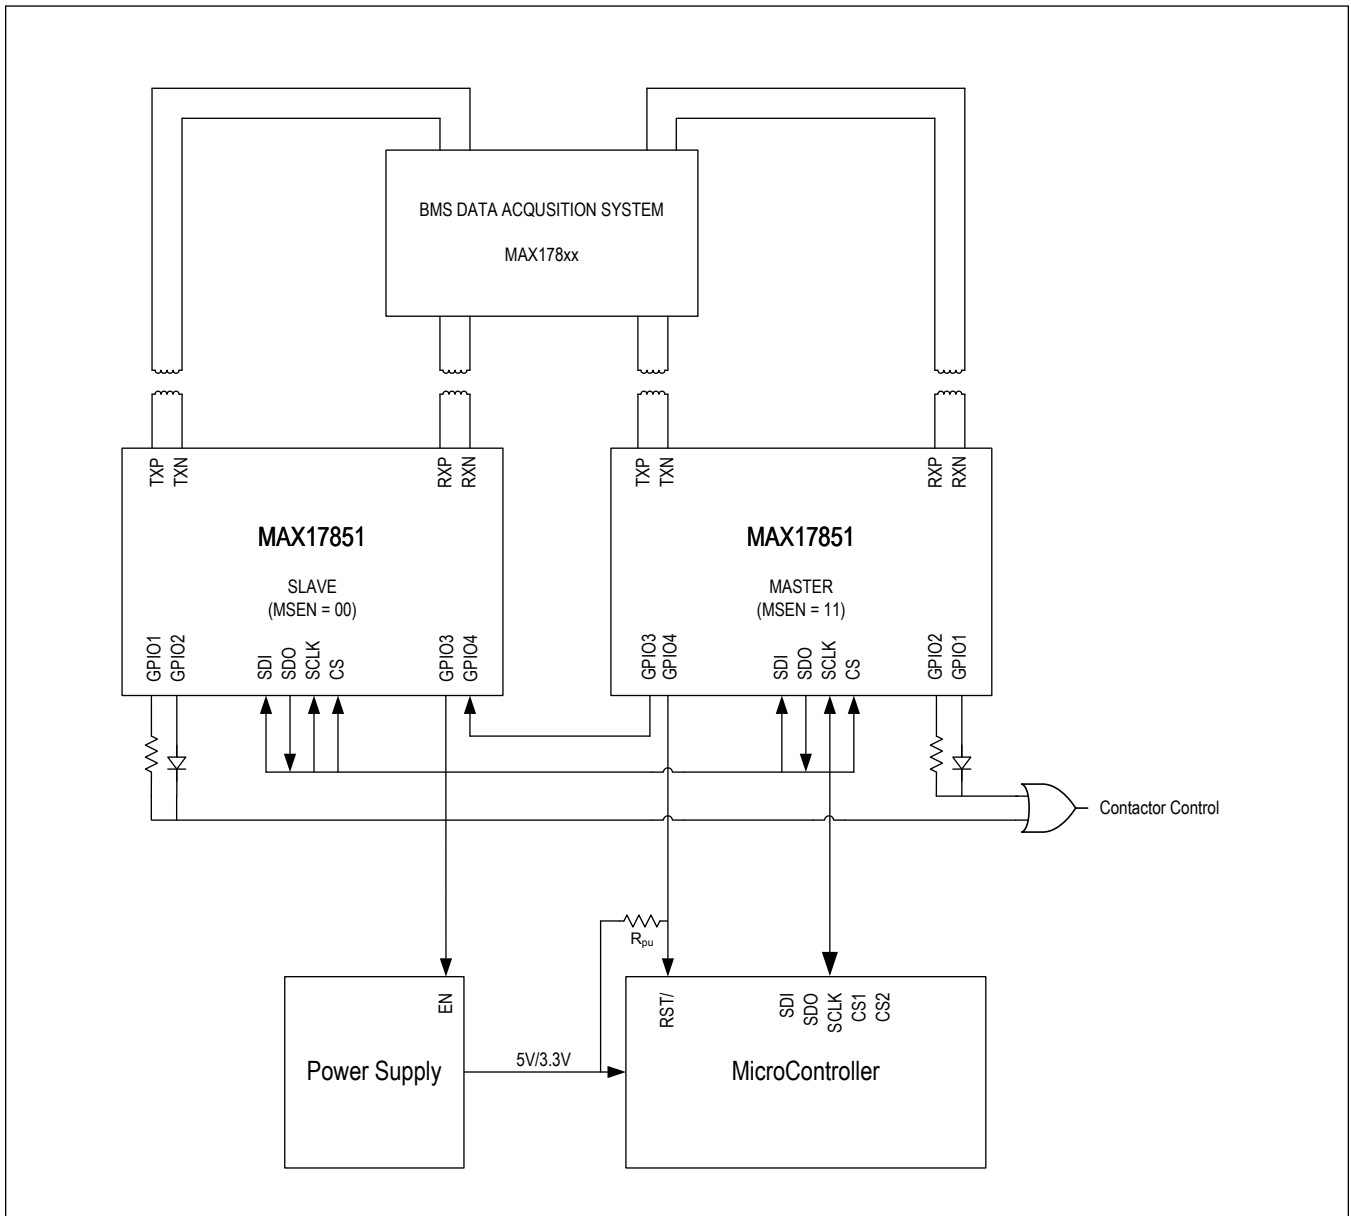 BMS DATA ACQUSITION SYSTEM
MAX178xx
TXP
TXN
RXP
RXN
TXP
TXN
RXP
RXN
MAX17851
MAX17851
SLAVE
(MSEN = 00)
MASTER
(MSEN = 11)
GPIO1
GPIO2
SDI
SDO
SCLK
CS
GPIO3
GPIO4
GPIO3
GPIO4
SDI
SDO
SCLK
CS
GPIO2
GPIO1
Contactor Control
Rpu
EN
RST/
SDI
SDO
SCLK
CS1
CS2
5V/3.3V
Power Supply
MicroController